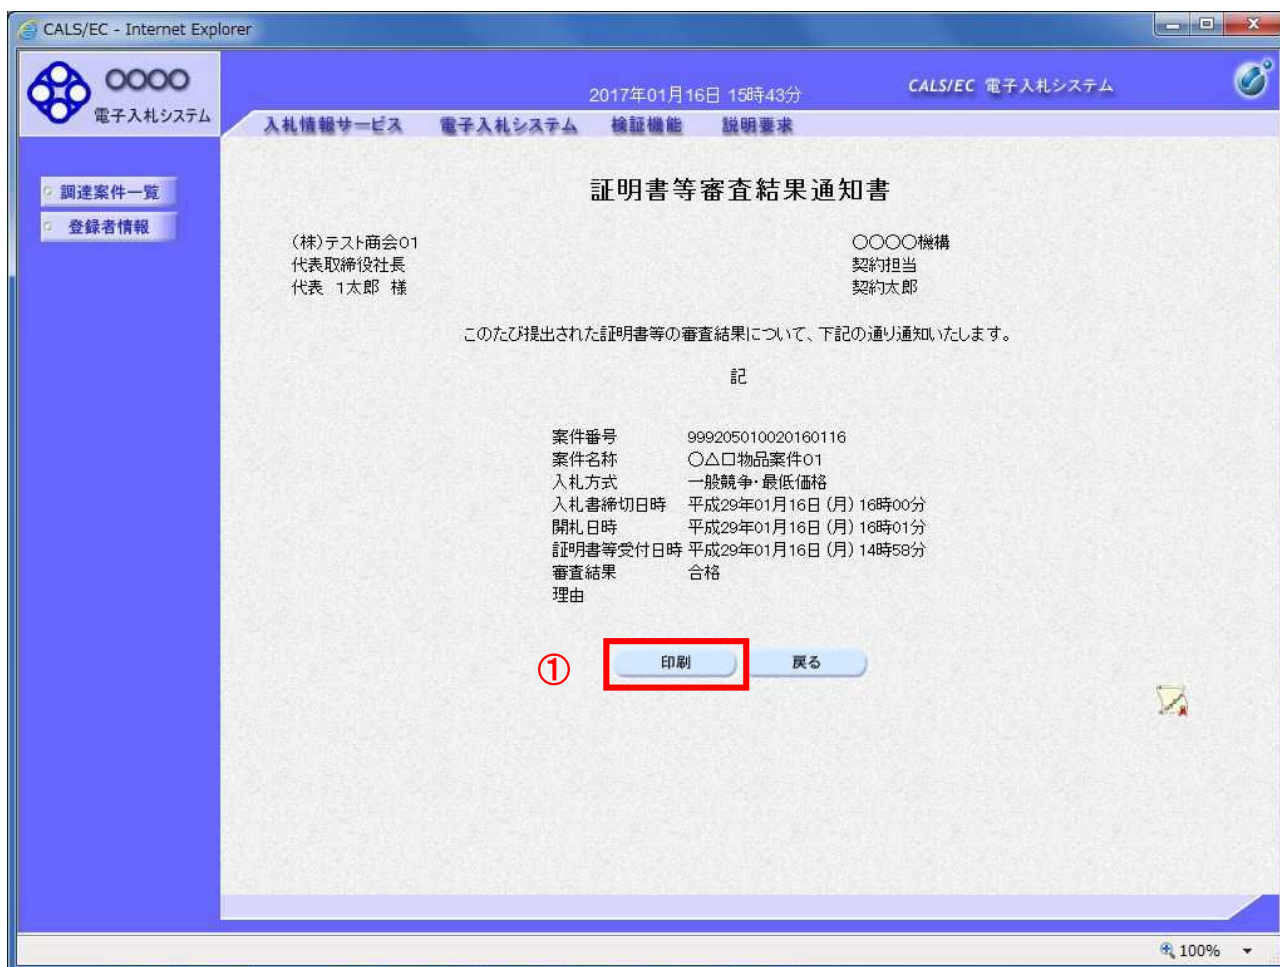 CALS/EC - Internet Explorer
〇〇〇〇
電子入札システム
2017年01月16日 15時43分
CALS/EC 電子入札システム
入札情報サービス 電子入札システム 検証機能 説明要求
調達案件一覧
登録者情報
証明書等審査結果通知書
(株)テスト商会01
代表取締役社長
代表 1太郎 様
〇〇〇〇機構
契約担当
契約太郎
このたび提出された証明書等の審査結果について、下記の通り通知いたします。
記
案件番号 999205010020160116
案件名称 〇△口物品案件01
入札方式 一般競争・最低価格
入札書締切日時 平成29年01月16日 (月) 16時00分
開札日時 平成29年01月16日 (月) 16時01分
証明書等受付日時 平成29年01月16日 (月) 14時58分
審査結果 合格
理由
① 印刷 戻る
100%